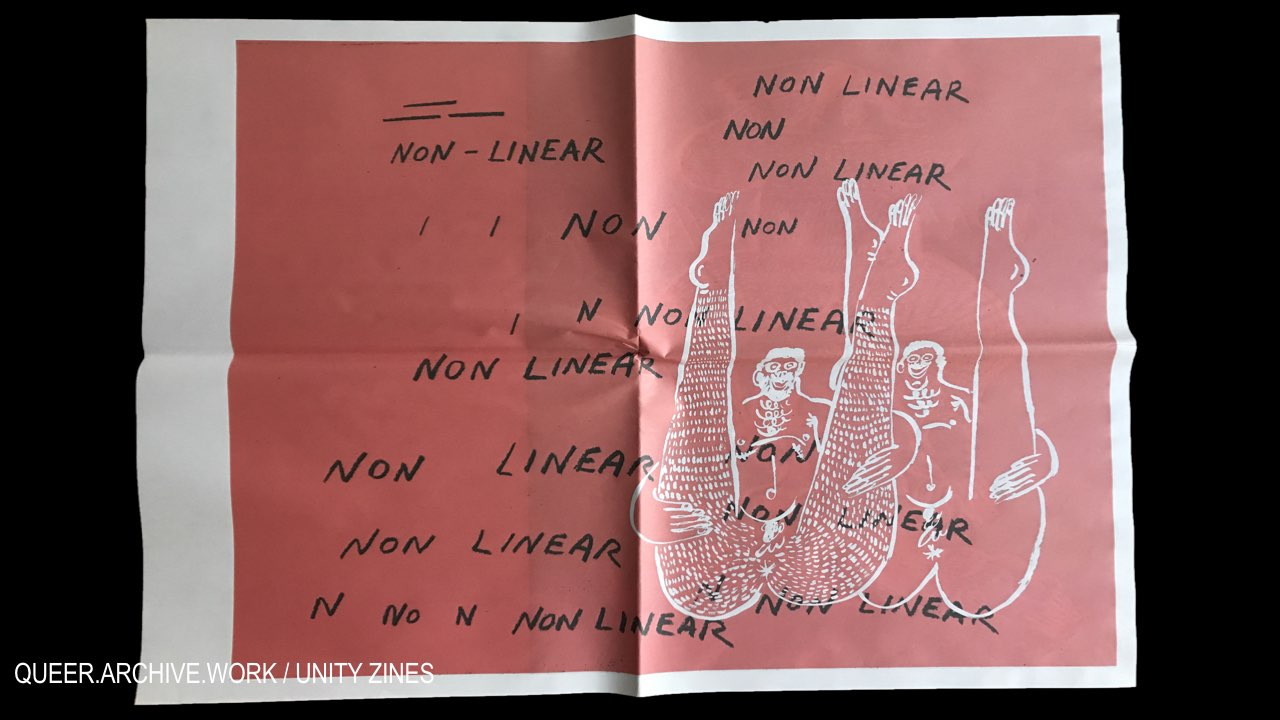 NON LINEAR
NON
NON-LINEAR
NON LINEAR
NON NON
N NON LINEAR
NON LINEAR
NON LINEAR NON
NON LINEAR
NON LINEAR
N NON LINEAR
N NO N NON LINEAR
QUEER.ARCHIVE.WORK / UNITY ZINES